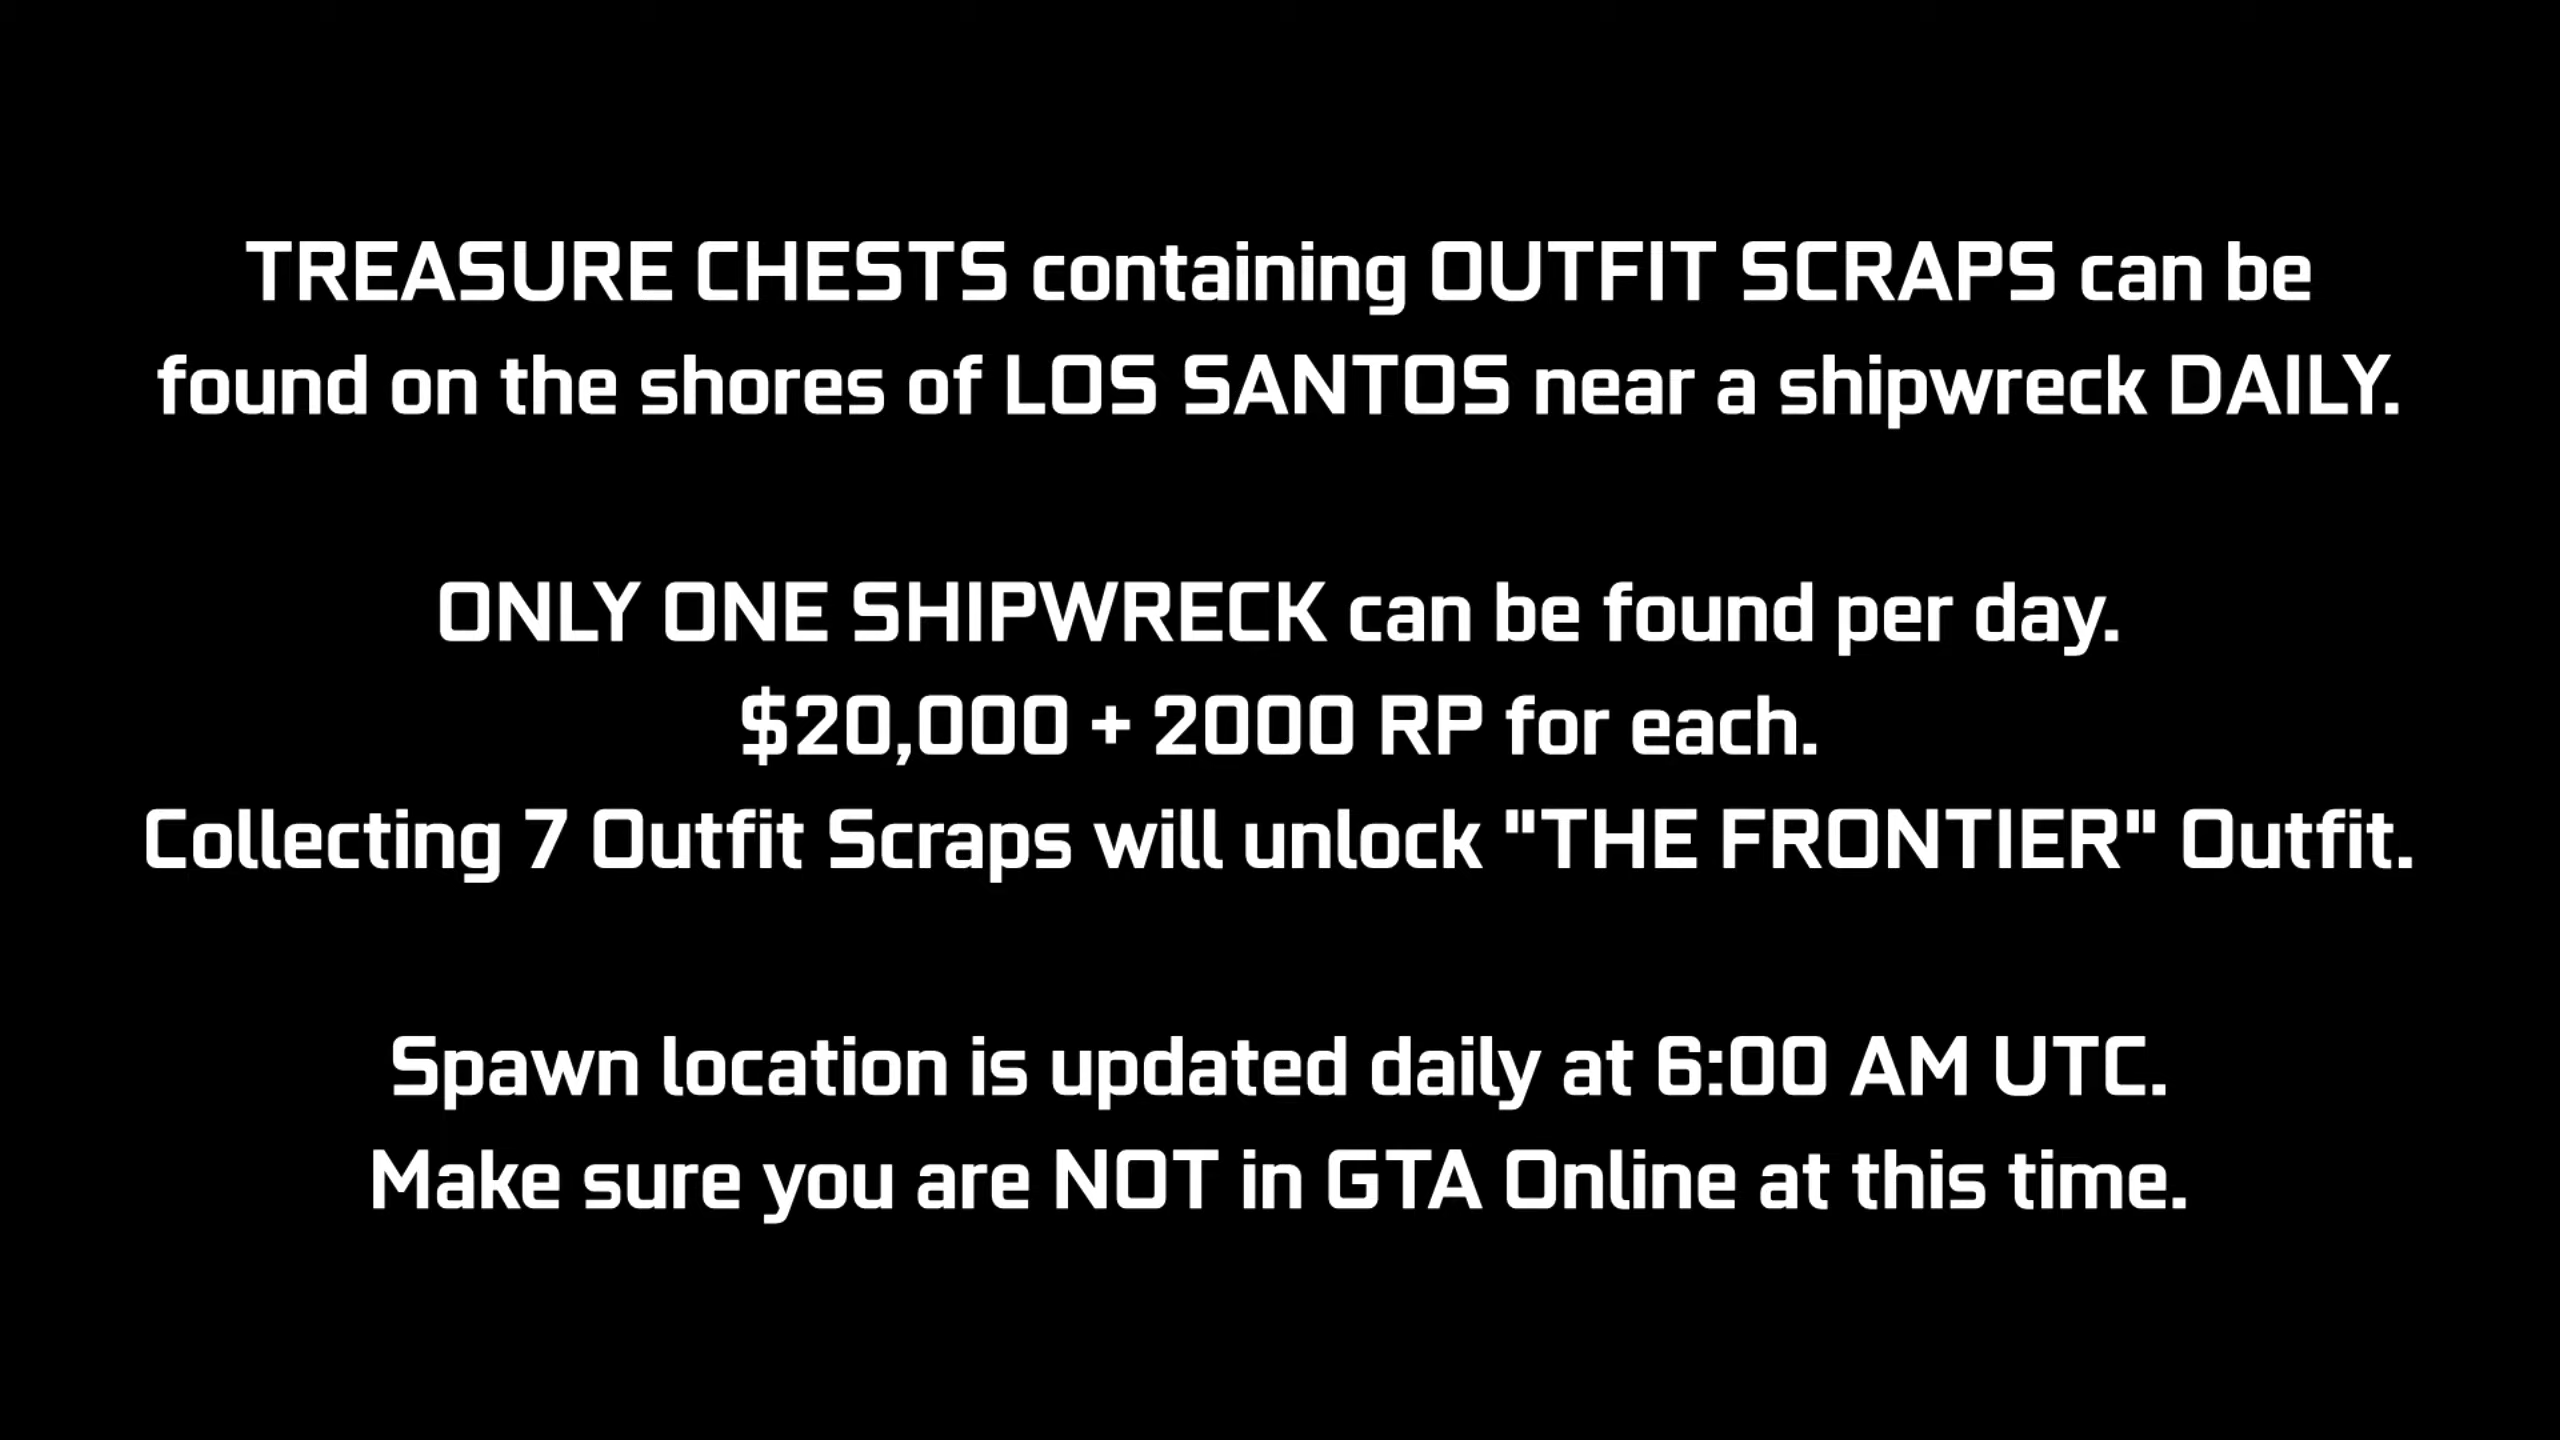 TREASURE CHESTS containing OUTFIT SCRAPS can be
found on the shores of LOS SANTOS near a shipwreck DAILY.
ONLY ONE SHIPWRECK can be found per day.
$20,000 + 2000 RP for each.
Collecting 7 Outfit Scraps will unlock "THE FRONTIER" Outfit.
Spawn location is updated daily at 6:00 AM UTC.
Make sure you are NOT in GTA Online at this time.